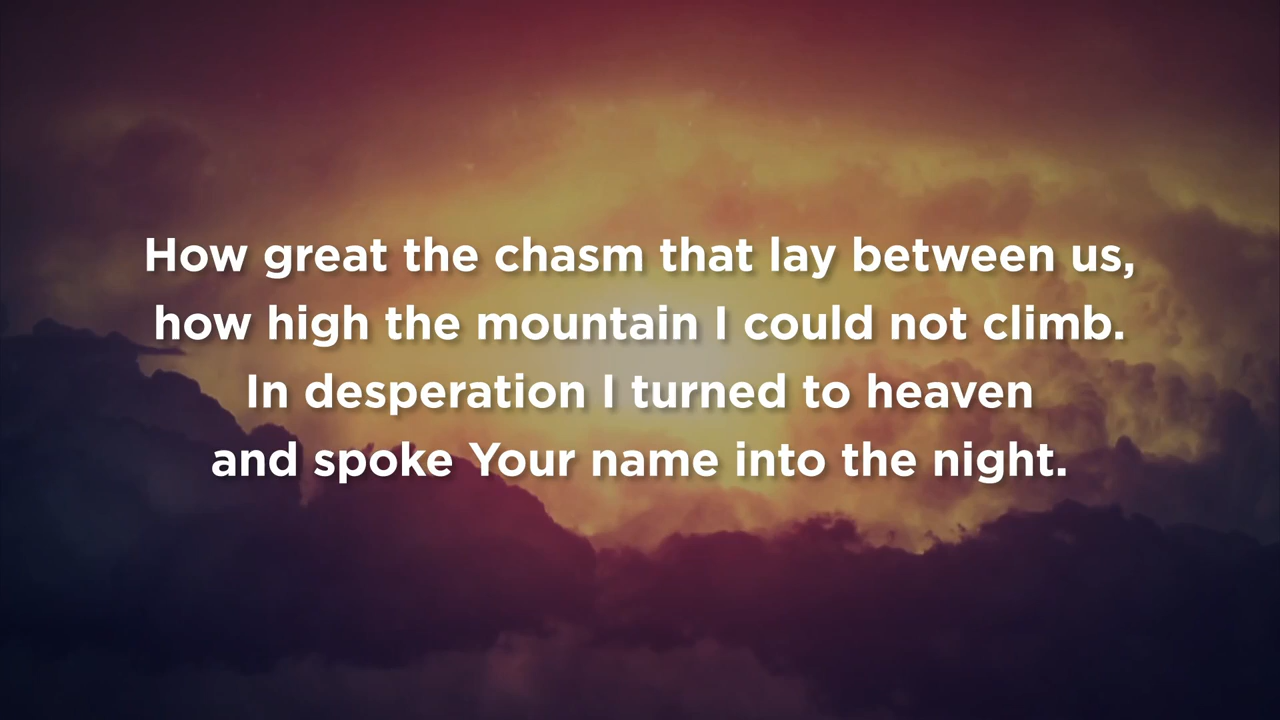 How great the chasm that lay between us,
how high the mountain I could not climb.
In desperation I turned to heaven
and spoke Your name into the night.